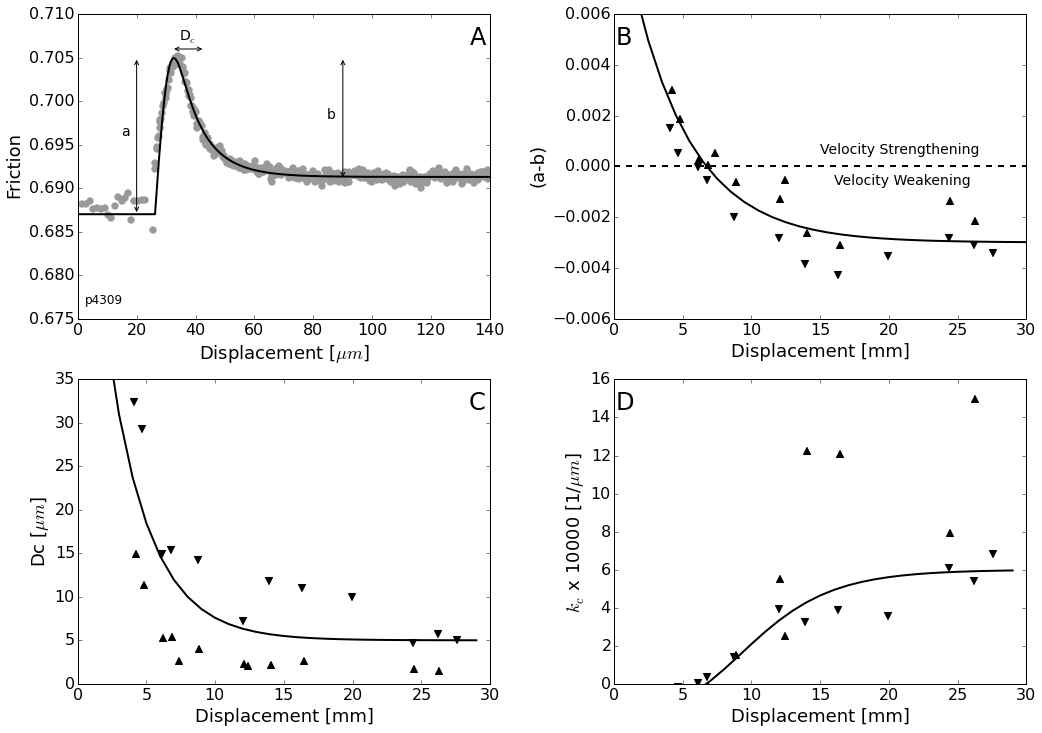 A
0.710
0.705
0.700
0.695
0.690
0.685
0.680
0.675
Friction
D_c
a
b
p4309
0 20 40 60 80 100 120 140
Displacement [μm]
B
0.006
0.004
0.002
0.000
−0.002
−0.004
−0.006
(a-b)
Velocity Strengthening
Velocity Weakening
0 5 10 15 20 25 30
Displacement [mm]
C
35
30
25
20
15
10
5
0
Dc [μm]
0 5 10 15 20 25 30
Displacement [mm]
D
16
14
12
10
8
6
4
2
0
k_c x 10000 [1/μm]
0 5 10 15 20 25 30
Displacement [mm]